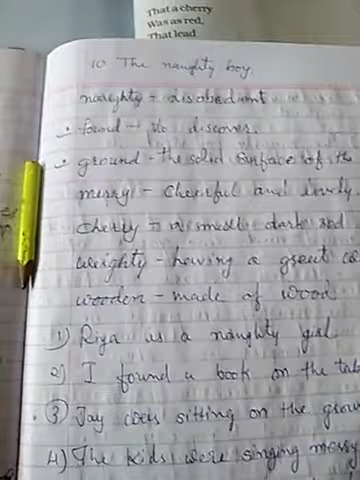 That a cherry
Was as red,
That lead
10 The naughty boy.
naughty - disobedient
found - to discover.
ground - the solid surface of the
merry - cheerful and lively.
cherry - a small dark red
weighty - having a great
wooden - made of wood
1) Riya is a naughty girl.
2) I found a book on the tab
3) Jay was sitting on the grou
4) The kids were singing merry